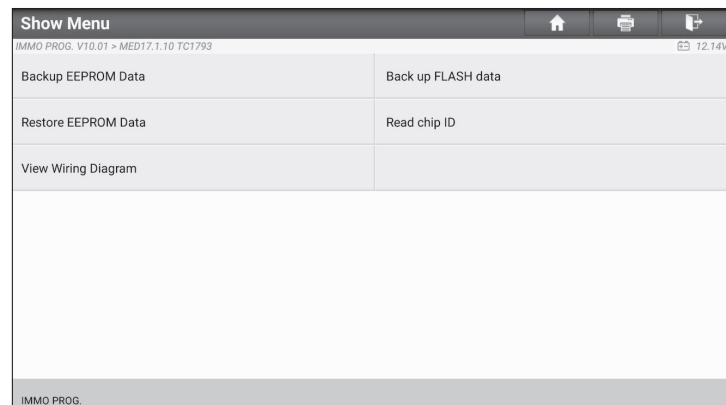 Show Menu
IMMO PROG. V10.01 > MED17.1.10 TC1793 12.14V
Backup EEPROM Data Back up FLASH data
Restore EEPROM Data Read chip ID
View Wiring Diagram
IMMO PROG.